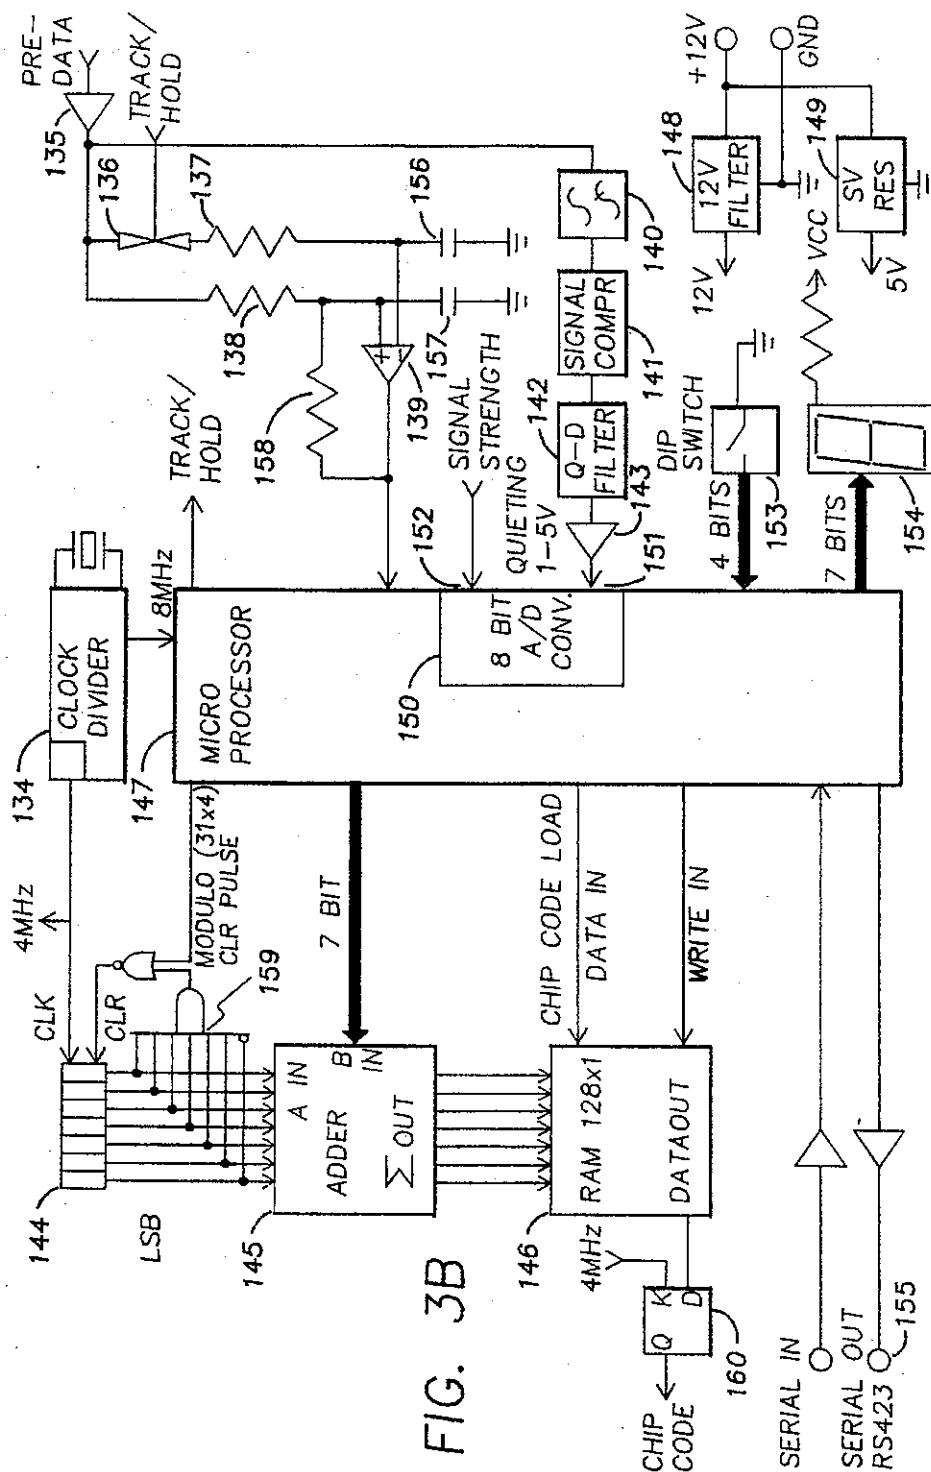 PRE-
DATA
135
TRACK/
HOLD
136
137
156
138
157
158
139
140
SIGNAL
COMPR
141
142
Q-D
FILTER
143
151
SIGNAL
STRENGTH
QUIETING
1-5V
152
TRACK/
HOLD
+12V
GND
148
12V
FILTER
12V
149
5V
RES
5V
VCC
DIP
SWITCH
4 BITS
153
7 BITS
154
8MHz
CLOCK
DIVIDER
134
147
MICRO
PROCESSOR
150
8 BIT
A/D
CONV.
4MHz
CLK
CLR
MODULO (31x4)
CLR PULSE
159
7 BIT
CHIP CODE LOAD
DATA IN
WRITE IN
144
LSB
A IN
B
IN
ADDER
Σ OUT
145
RAM 128x1
DATAOUT
146
4MHz
K
D
Q
160
CHIP
CODE
SERIAL IN
SERIAL OUT
RS423
155
FIG. 3B